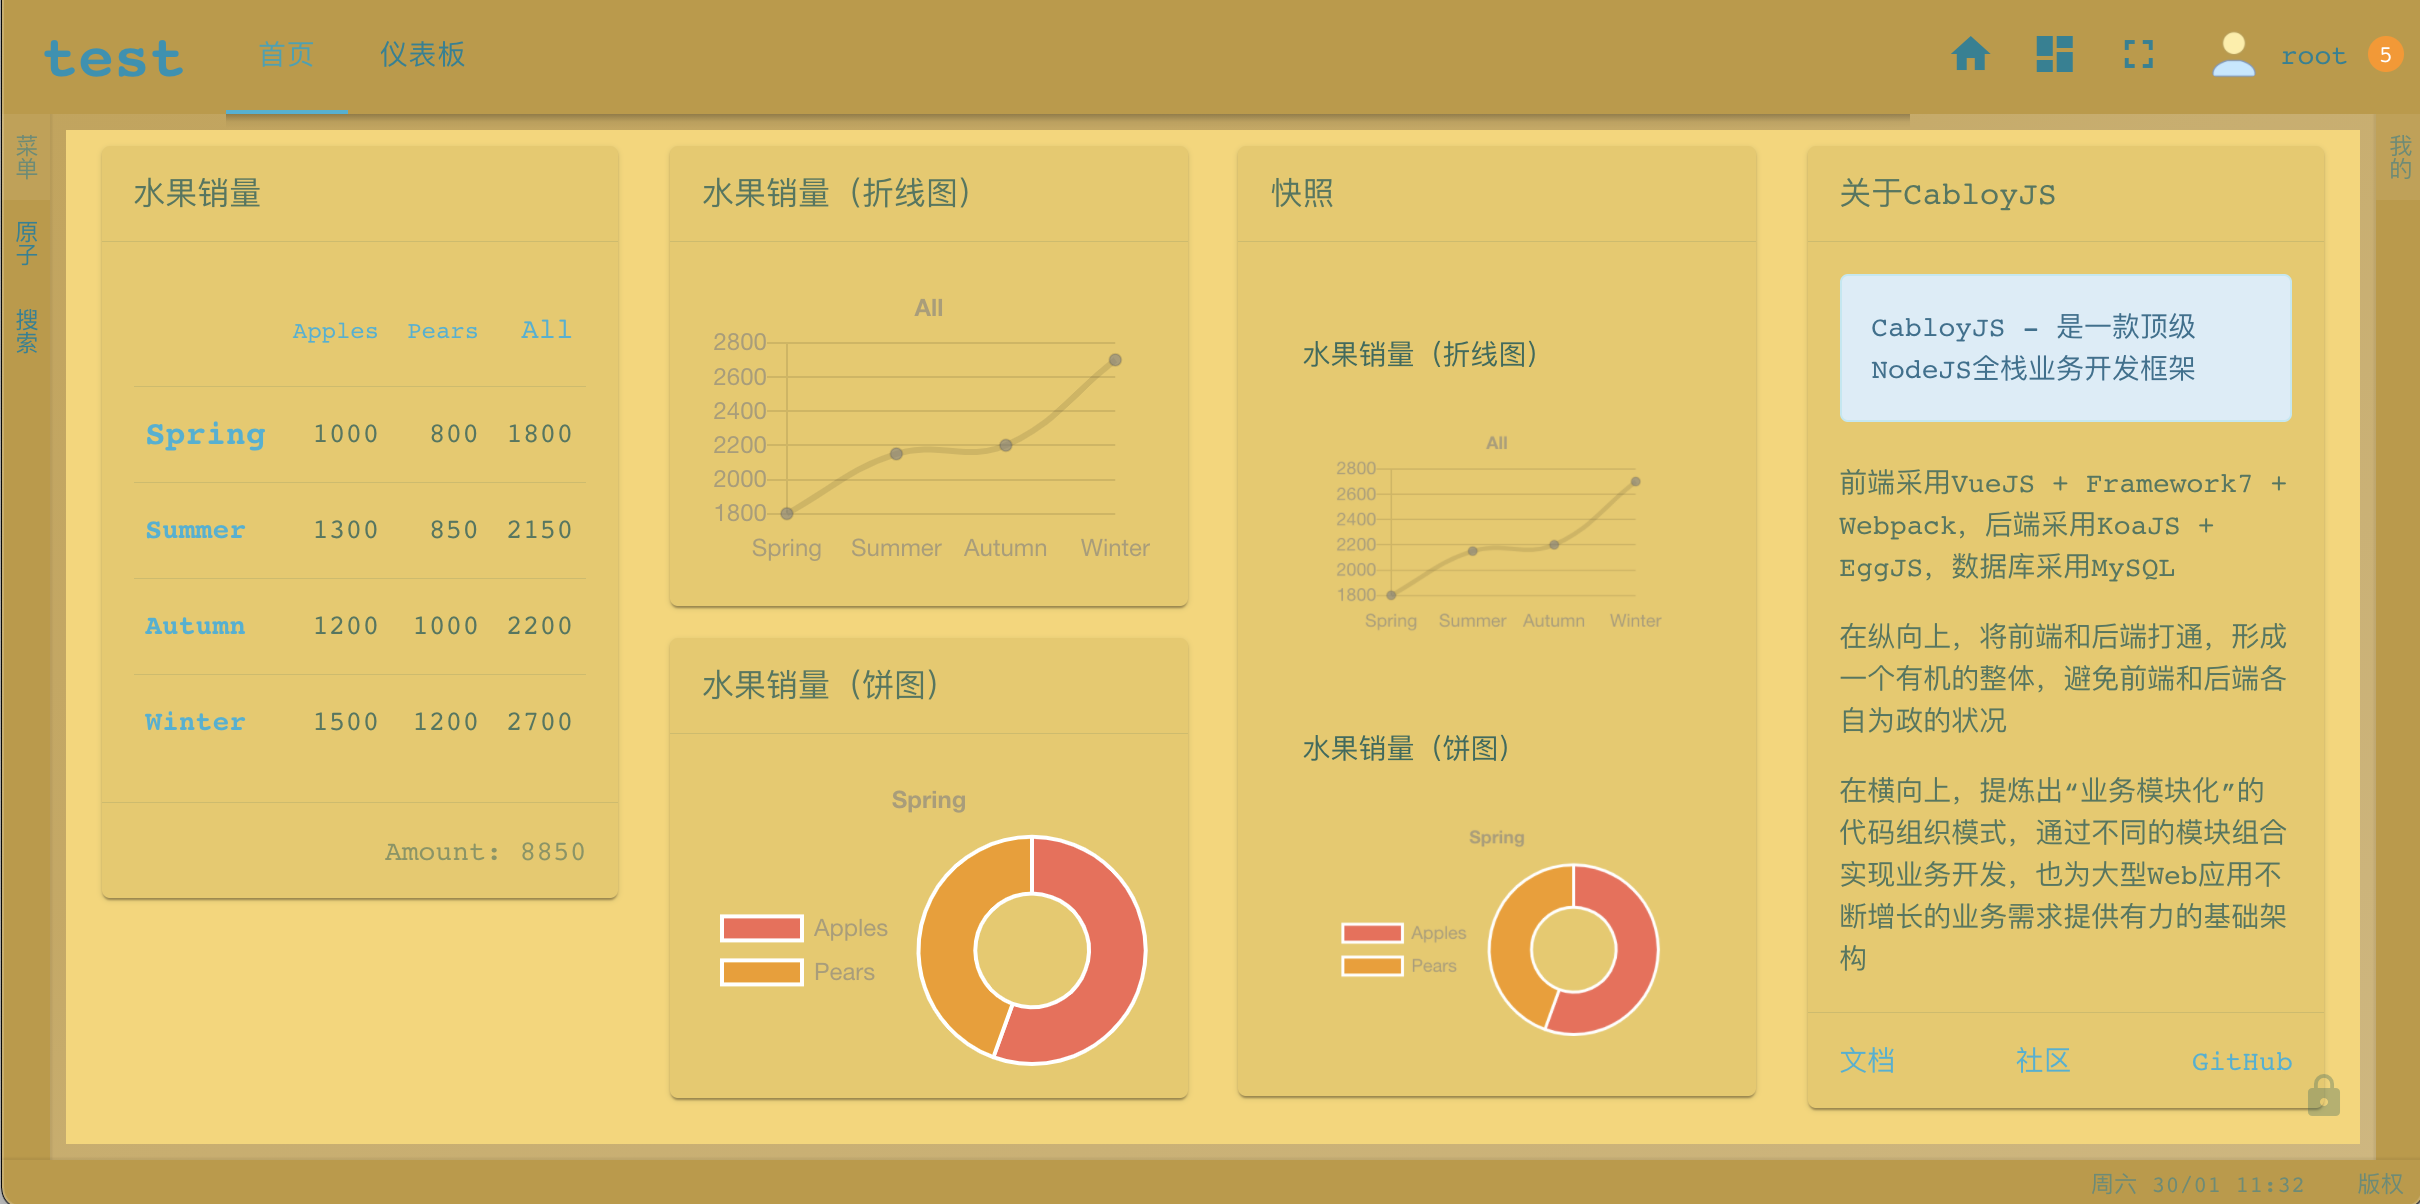 test
首页
仪表板
root
5
菜单
原子
搜索
我的
水果销量
Apples Pears All
Spring 1000 800 1800
Summer 1300 850 2150
Autumn 1200 1000 2200
Winter 1500 1200 2700
Amount: 8850
水果销量（折线图）
All
2800
2600
2400
2200
2000
1800
Spring Summer Autumn Winter
水果销量（饼图）
Spring
Apples
Pears
快照
水果销量（折线图）
All
2800
2600
2400
2200
2000
1800
Spring Summer Autumn Winter
水果销量（饼图）
Spring
Apples
Pears
关于CabloyJS
CabloyJS - 是一款顶级
NodeJS全栈业务开发框架
前端采用VueJS + Framework7 +
Webpack，后端采用KoaJS +
EggJS，数据库采用MySQL
在纵向上，将前端和后端打通，形成
一个有机的整体，避免前端和后端各
自为政的状况
在横向上，提炼出“业务模块化”的
代码组织模式，通过不同的模块组合
实现业务开发，也为大型Web应用不
断增长的业务需求提供有力的基础架
构
文档 社区 GitHub
周六 30/01 11:32 版权